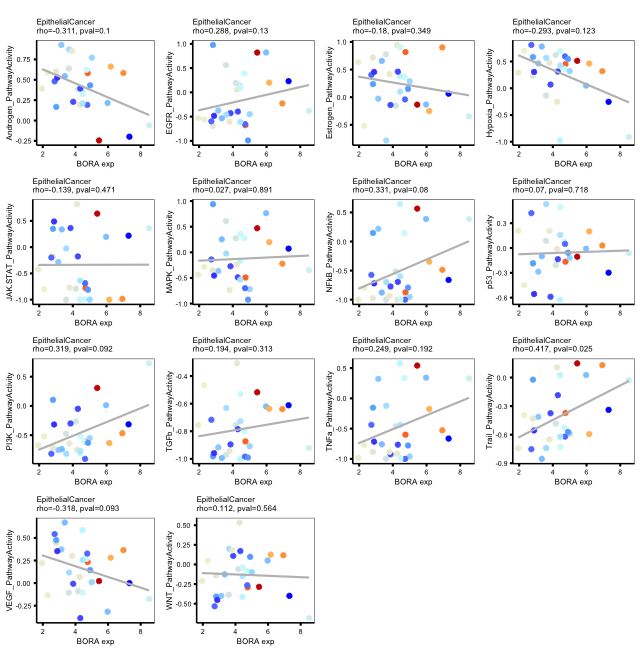 EpithelialCancer
rho=-0.311, pval=0.1
Androgen_PathwayActivity
1.00
0.75
0.50
0.25
0.00
-0.25
2 4 6 8
BORA exp
EpithelialCancer
rho=0.288, pval=0.13
EGFR_PathwayActivity
1.0
0.5
0.0
-0.5
-1.0
2 4 6 8
BORA exp
EpithelialCancer
rho=-0.18, pval=0.349
Estrogen_PathwayActivity
1.0
0.5
0.0
-0.5
2 4 6 8
BORA exp
EpithelialCancer
rho=-0.293, pval=0.123
Hypoxia_PathwayActivity
0.5
0.0
-0.5
-1.0
2 4 6 8
BORA exp
EpithelialCancer
rho=-0.139, pval=0.471
JAK.STAT_PathwayActivity
0.5
0.0
-0.5
-1.0
2 4 6 8
BORA exp
EpithelialCancer
rho=0.027, pval=0.891
MAPK_PathwayActivity
1.0
0.5
0.0
-0.5
-1.0
2 4 6 8
BORA exp
EpithelialCancer
rho=0.331, pval=0.08
NFkB_PathwayActivity
0.5
0.0
-0.5
-1.0
2 4 6 8
BORA exp
EpithelialCancer
rho=0.07, pval=0.718
p53_PathwayActivity
0.6
0.3
0.0
-0.3
-0.6
2 4 6 8
BORA exp
EpithelialCancer
rho=0.319, pval=0.092
PI3K_PathwayActivity
0.5
0.0
-0.5
2 4 6 8
BORA exp
EpithelialCancer
rho=0.194, pval=0.313
TGFb_PathwayActivity
-0.4
-0.6
-0.8
-1.0
2 4 6 8
BORA exp
EpithelialCancer
rho=0.249, pval=0.192
TNFa_PathwayActivity
0.5
0.0
-0.5
-1.0
2 4 6 8
BORA exp
EpithelialCancer
rho=0.417, pval=0.025
Trail_PathwayActivity
0.0
-0.3
-0.6
-0.9
2 4 6 8
BORA exp
EpithelialCancer
rho=-0.318, pval=0.093
VEGF_PathwayActivity
0.50
0.25
0.00
-0.25
2 4 6 8
BORA exp
EpithelialCancer
rho=0.112, pval=0.564
WNT_PathwayActivity
0.50
0.25
0.00
-0.25
-0.50
2 4 6 8
BORA exp